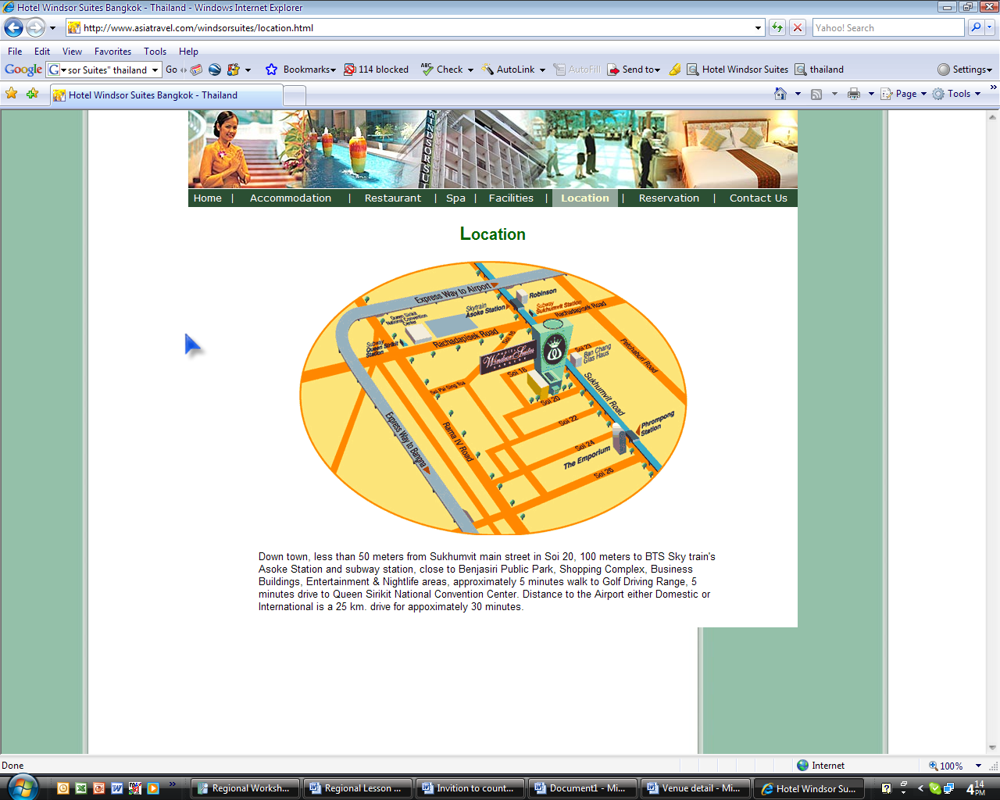 Hotel Windsor Suites Bangkok - Thailand - Windows Internet Explorer
http://www.asiatravel.com/windsorsuites/location.html
Yahoo! Search
File Edit View Favorites Tools Help
Google G sor Suites" thailand Go Bookmarks 114 blocked ABC Check AutoLink AutoFill Send to Hotel Windsor Suites thailand Settings
Hotel Windsor Suites Bangkok - Thailand Page Tools
WINDSOR SUI
Home | Accommodation | Restaurant | Spa | Facilities | Location | Reservation | Contact Us
Location
Express Way to Airport
Robinson
Skytrain
Asoke Station
Subway
Sukhumvit Station
Rachadapisek Road
Queen Sirikit
National Convention
Center
Rachadapisek Road
Soi 16
Subway
Queen Sirikit
Station
HOTEL
Windsor Suites
BANGKOK
Soi 23
Ban Chang
Glas Haus
Petchaburi Road
Soi 18
Soi Pai Sing Toa
Sukhumvit Road
Soi 20
Soi 22
Express Way to Bangna
Rama IV Road
Phrompong
Station
Soi 24
The Emporium
Soi 26
Down town, less than 50 meters from Sukhumvit main street in Soi 20, 100 meters to BTS Sky train's
Asoke Station and subway station, close to Benjasiri Public Park, Shopping Complex, Business
Buildings, Entertainment & Nightlife areas, approximately 5 minutes walk to Golf Driving Range, 5
minutes drive to Queen Sirikit National Convention Center. Distance to the Airport either Domestic or
International is a 25 km. drive for appoximately 30 minutes.
Done Internet 100%
Regional Worksh... Regional Lesson ... Invition to count... Document1 - Mi... Venue detail - Mi... Hotel Windsor Su... 4 14 PM